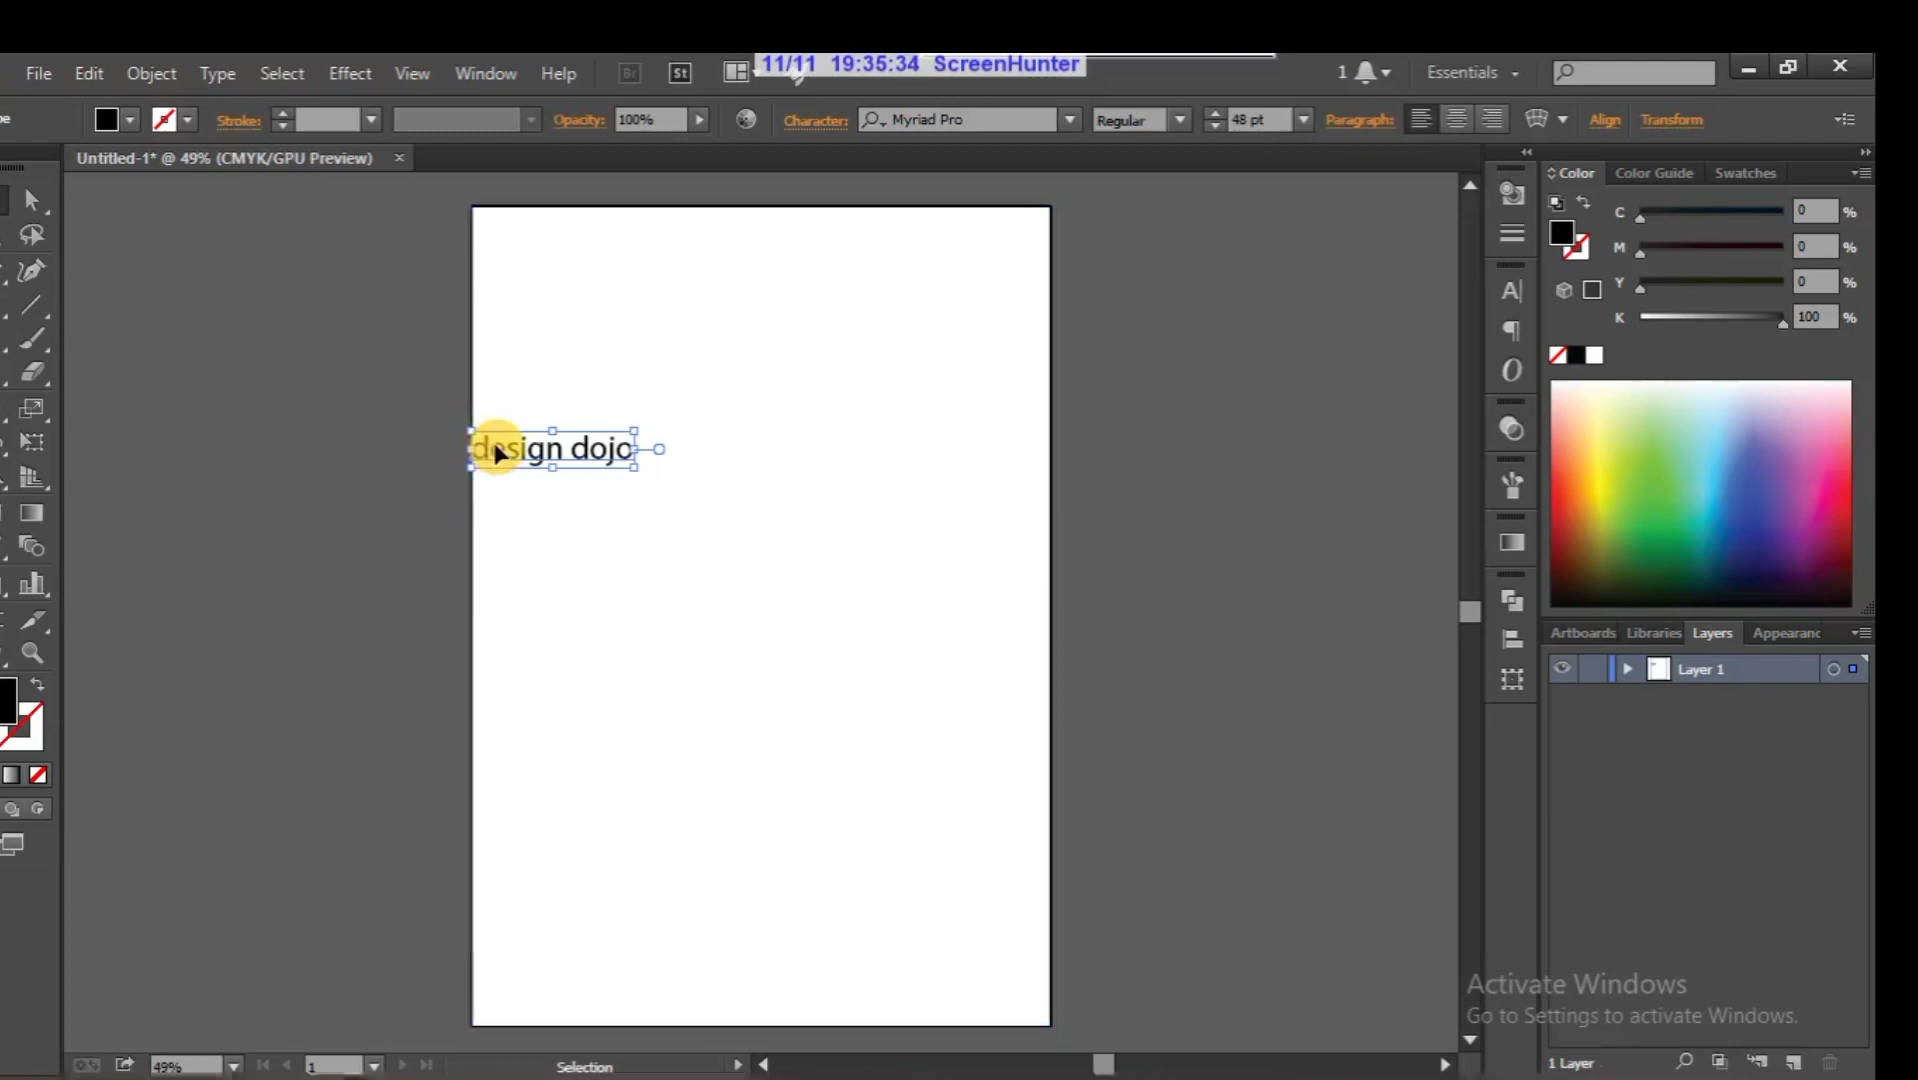 11/11 19:35:34 ScreenHunter
File Edit Object Type Select Effect View Window Help Br St 1 Essentials
Stroke: Opacity: 100% Character: Myriad Pro Regular 48 pt Paragraph: Align Transform
Untitled-1* @ 49% (CMYK/GPU Preview) ×
Color Color Guide Swatches
C 0 %
M 0 %
Y 0 %
K 100 %
design dojo
Artboards Libraries Layers Appearanc
Layer 1
Activate Windows
Go to Settings to activate Windows.
49% 1 Selection
1 Layer